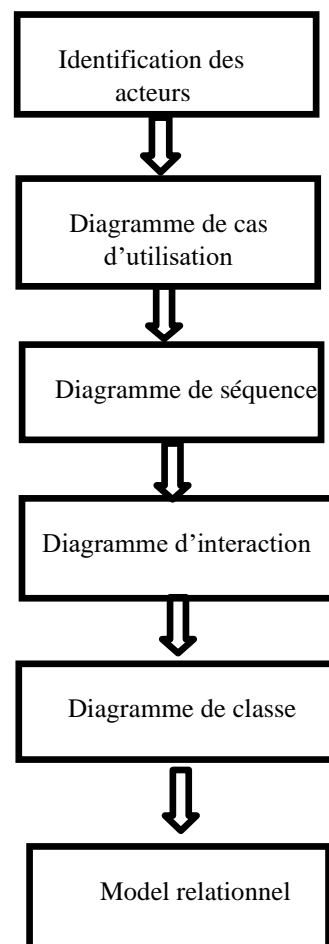 Identification des
acteurs
Diagramme de cas
d’utilisation
Diagramme de séquence
Diagramme d’interaction
Diagramme de classe
Model relationnel